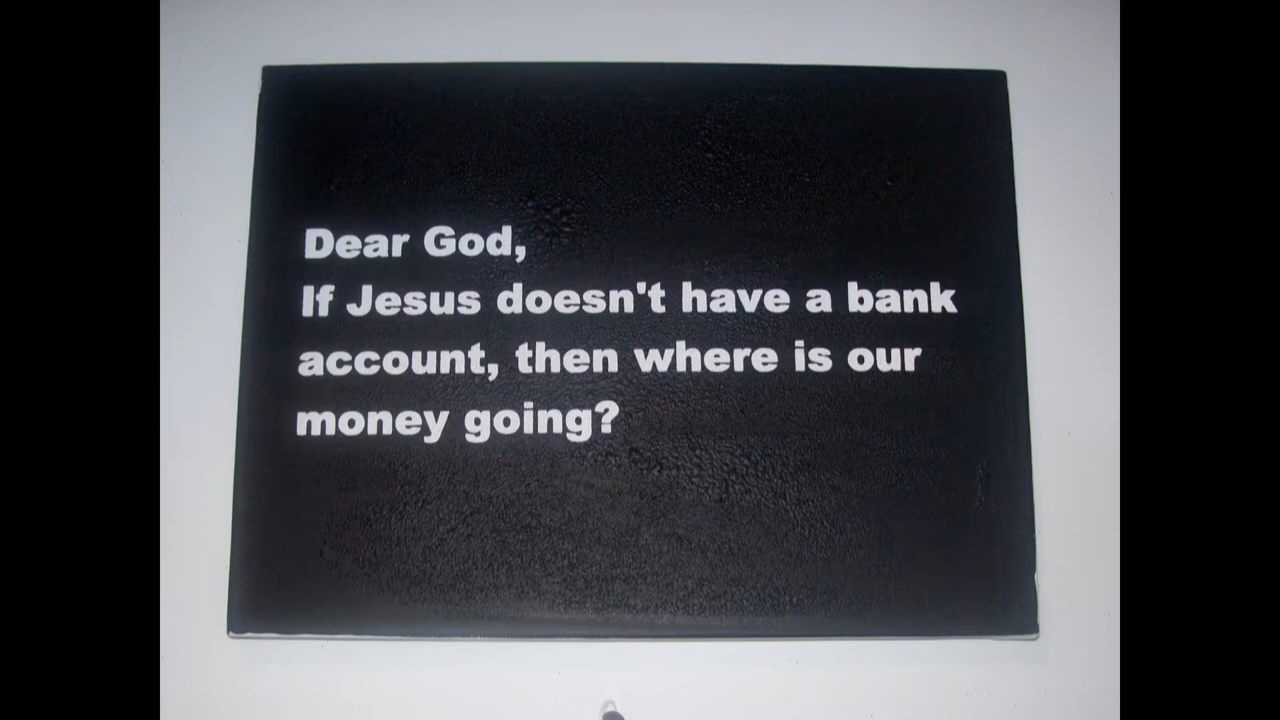 Dear God,
If Jesus doesn't have a bank
account, then where is our
money going?